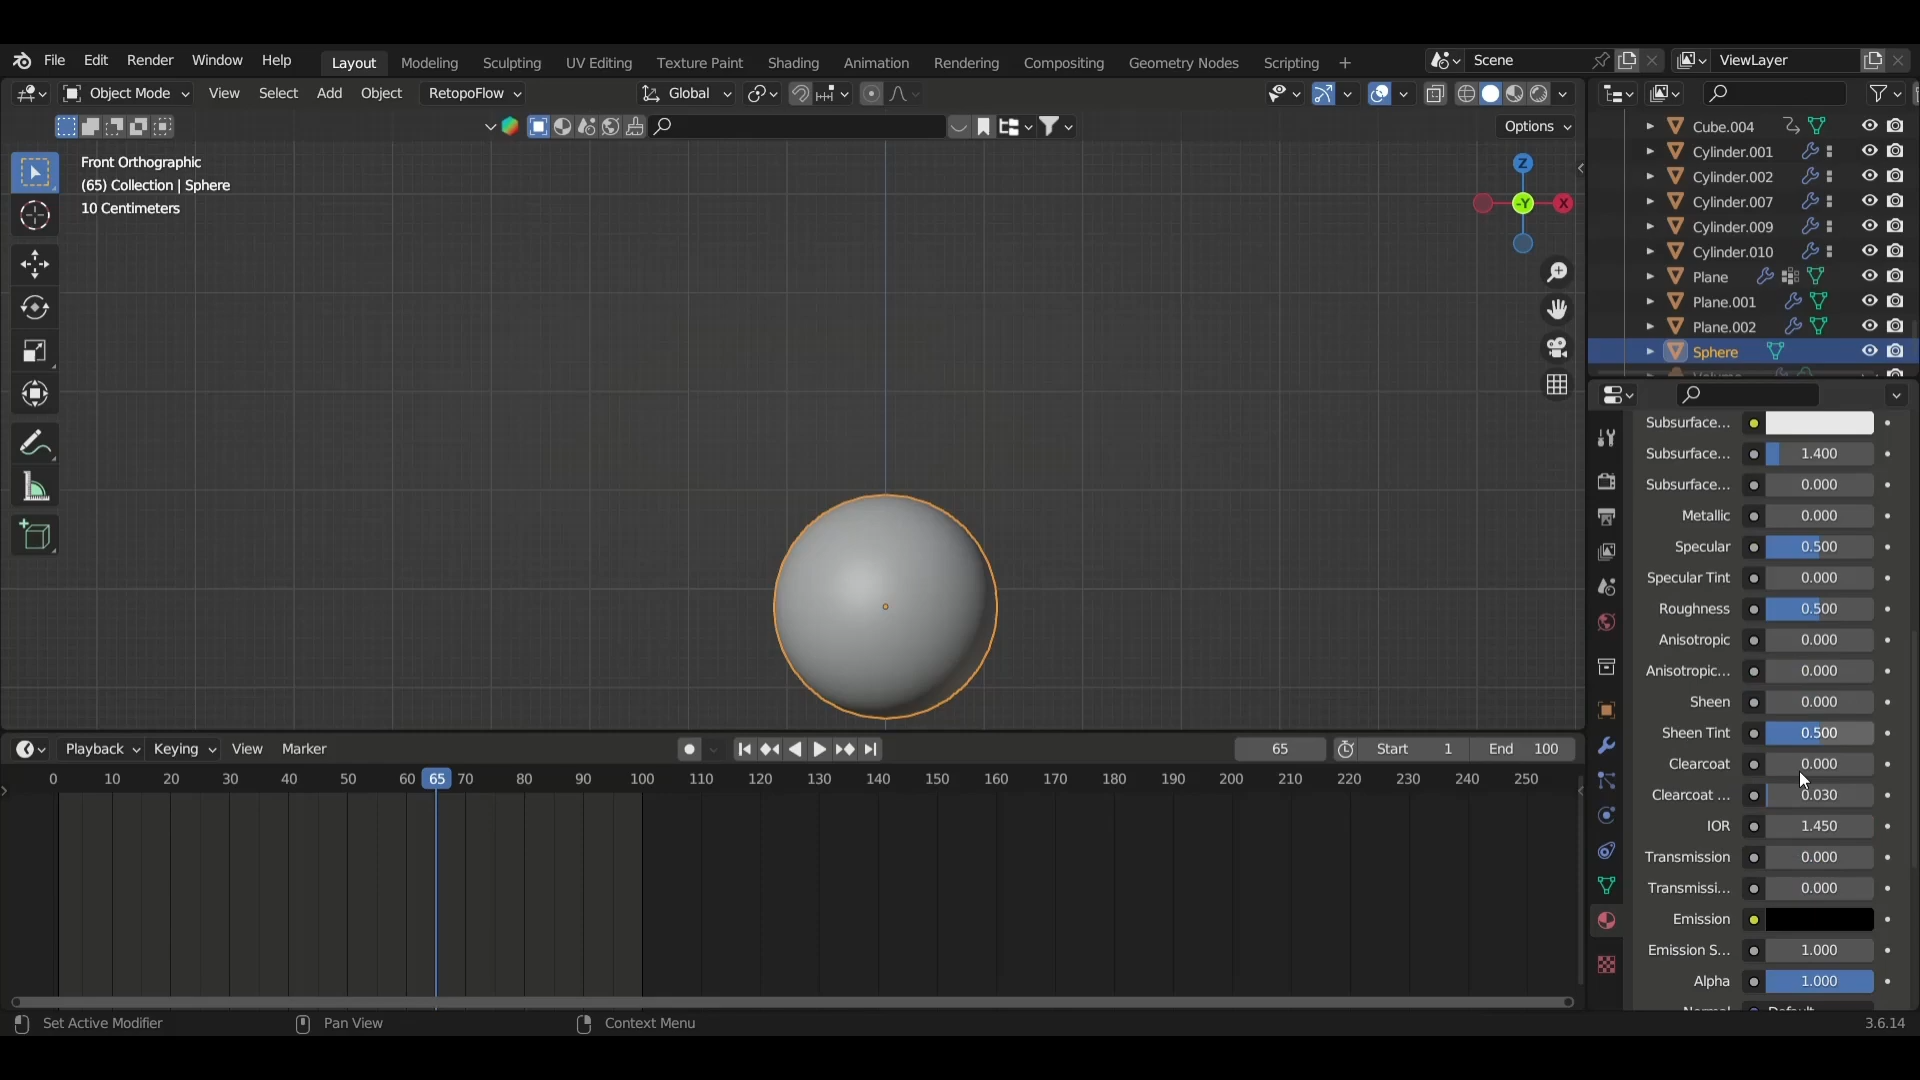 File Edit Render Window Help Layout Modeling Sculpting UV Editing Texture Paint Shading Animation Rendering Compositing Geometry Nodes Scripting + Scene ViewLayer
Object Mode View Select Add Object RetopoFlow Global
Options
Front Orthographic
(65) Collection | Sphere
10 Centimeters
Z
-Y
X
Cube.004
Cylinder.001
Cylinder.002
Cylinder.007
Cylinder.009
Cylinder.010
Plane
Plane.001
Plane.002
Sphere
Subsurface...
Subsurface... 1.400
Subsurface... 0.000
Metallic 0.000
Specular 0.500
Specular Tint 0.000
Roughness 0.500
Anisotropic 0.000
Anisotropic... 0.000
Sheen 0.000
Sheen Tint 0.500
Clearcoat 0.000
Clearcoat ... 0.030
IOR 1.450
Transmission 0.000
Transmissi... 0.000
Emission
Emission S... 1.000
Alpha 1.000
Playback Keying View Marker 65 Start 1 End 100
0 10 20 30 40 50 60 65 70 80 90 100 110 120 130 140 150 160 170 180 190 200 210 220 230 240 250
Set Active Modifier Pan View Context Menu 3.6.14